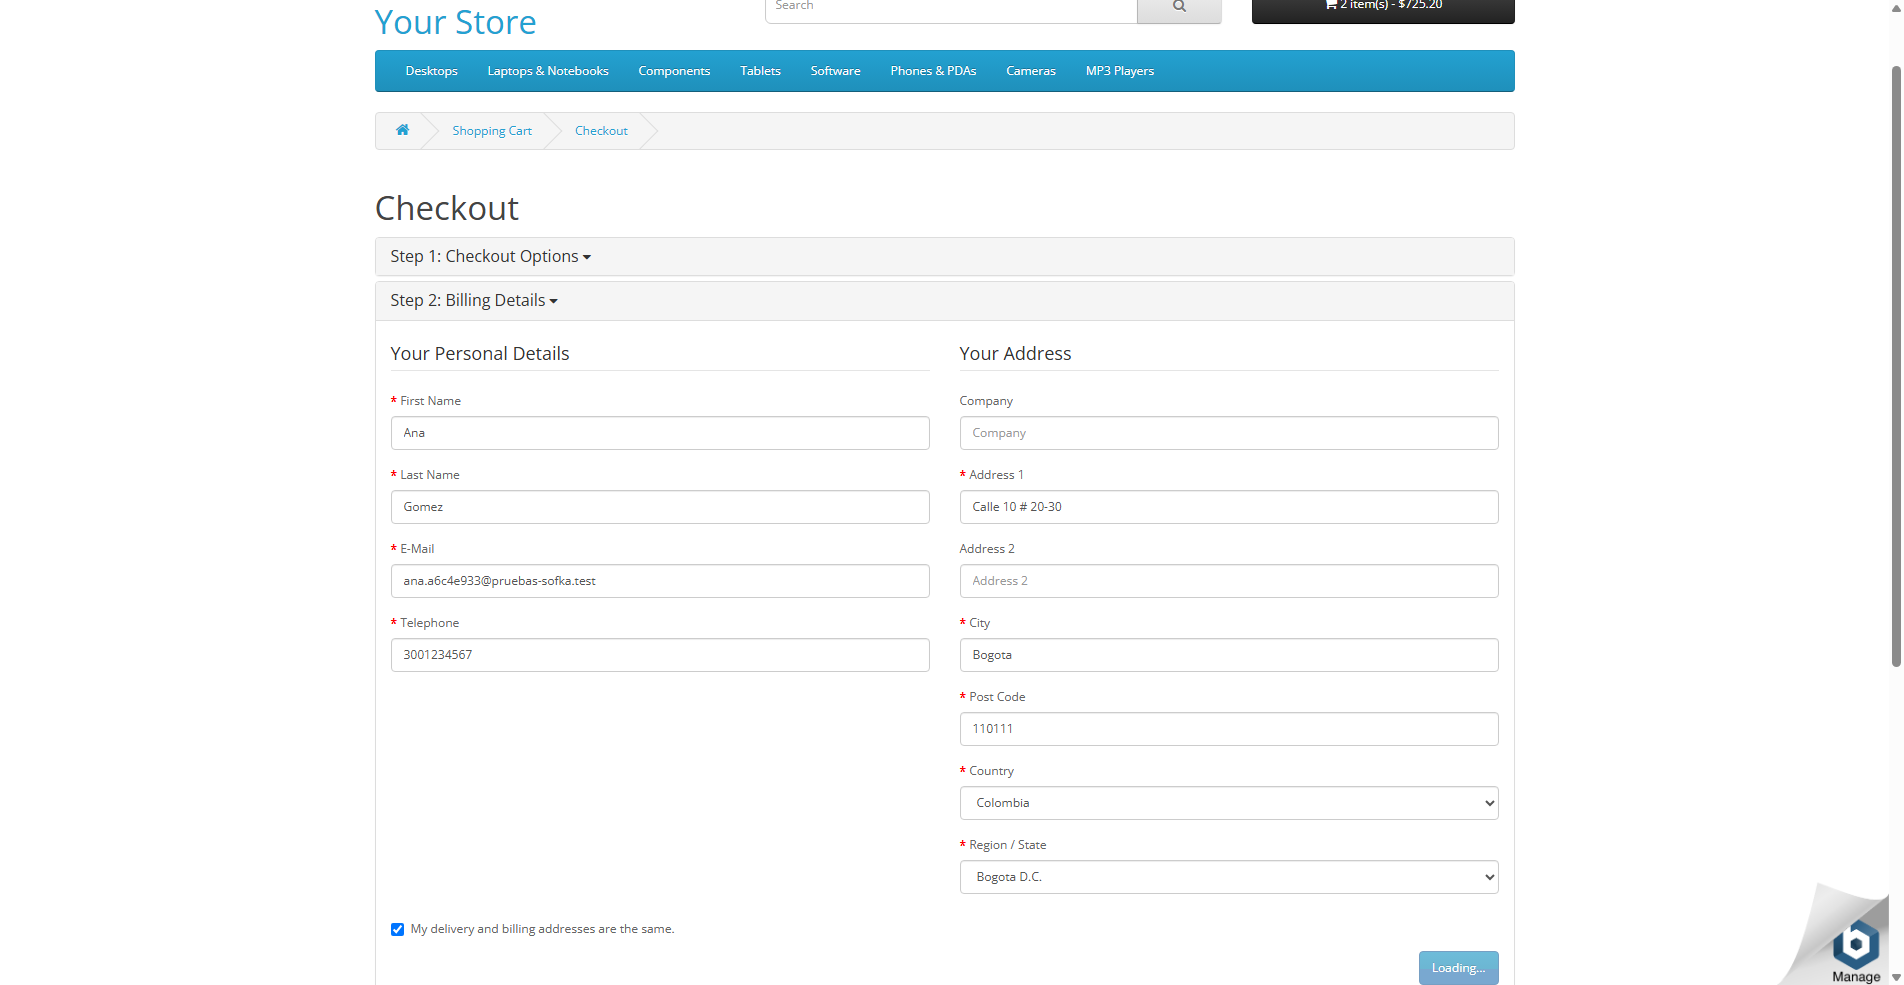 Your Store
Search
2 item(s) - $725.20
Desktops Laptops & Notebooks Components Tablets Software Phones & PDAs Cameras MP3 Players
Shopping Cart Checkout
Checkout
Step 1: Checkout Options
Step 2: Billing Details
Your Personal Details
* First Name
Ana
* Last Name
Gomez
* E-Mail
ana.a6c4e933@pruebas-sofka.test
* Telephone
3001234567
Your Address
Company
Company
* Address 1
Calle 10 # 20-30
Address 2
Address 2
* City
Bogota
* Post Code
110111
* Country
Colombia
* Region / State
Bogota D.C.
My delivery and billing addresses are the same.
Loading...
Manage